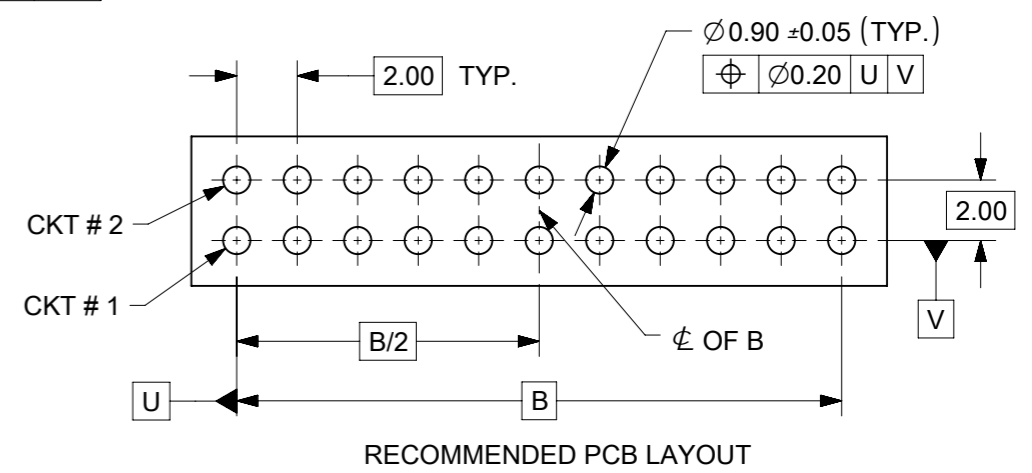 ∅0.90 ±0.05 (TYP.)
⌖ ∅0.20 U V
2.00 TYP.
CKT # 2
2.00
CKT # 1
V
B/2
℄ OF B
U
B
RECOMMENDED PCB LAYOUT